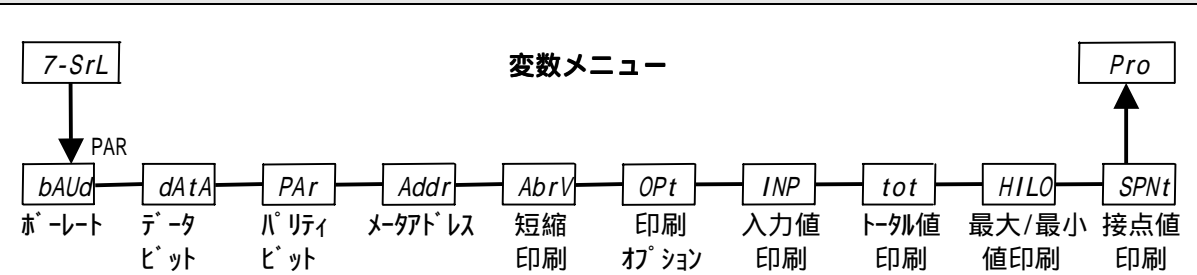 7-SrL 変数メニュー Pro
PAR
bAUd dAtA PAr Addr AbrV OPt INP tot HILO SPNt
ﾎﾞｰﾚｰﾄ ﾃﾞｰﾀ ﾊﾟﾘﾃｨ ﾒｰﾀｱﾄﾞﾚｽ 短縮 印刷 入力値 ﾄｰﾀﾙ値 最大/最小 接点値
ﾋﾞｯﾄ ﾋﾞｯﾄ 印刷 ｵﾌﾟｼｮﾝ 印刷 印刷 値印刷 印刷